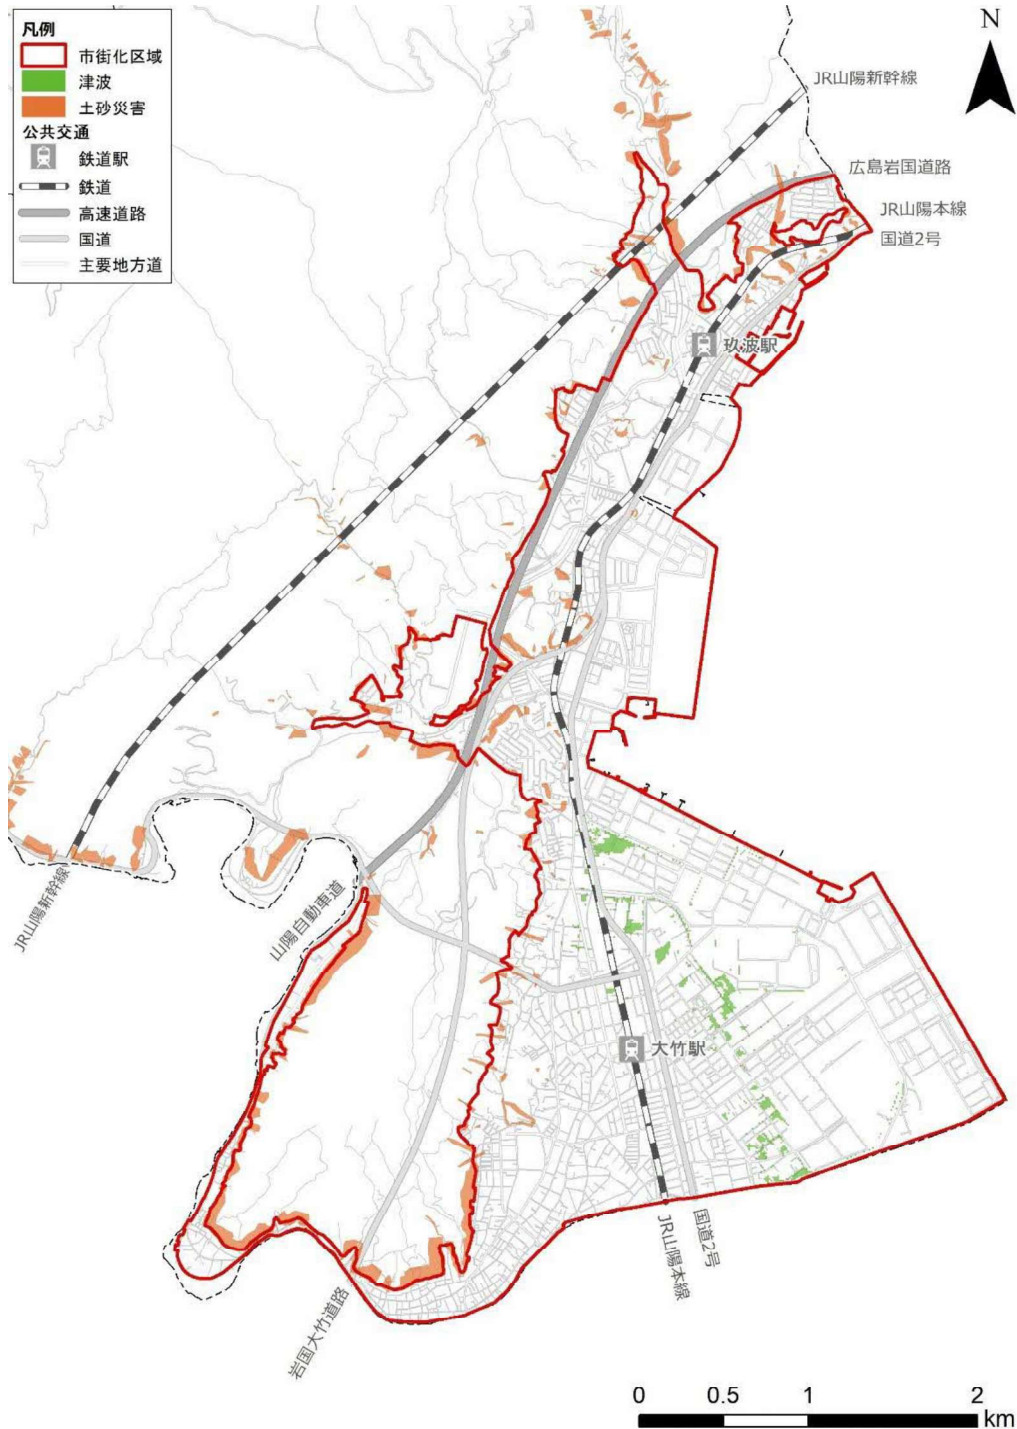 凡例
市街化区域
津波
土砂災害
公共交通
鉄道駅
鉄道
高速道路
国道
主要地方道
N
JR山陽新幹線
広島岩国道路
JR山陽本線
国道2号
玖波駅
JR山陽新幹線
山陽自動車道
大竹駅
国道2号
JR山陽本線
岩国大竹道路
0 0.5 1 2
km